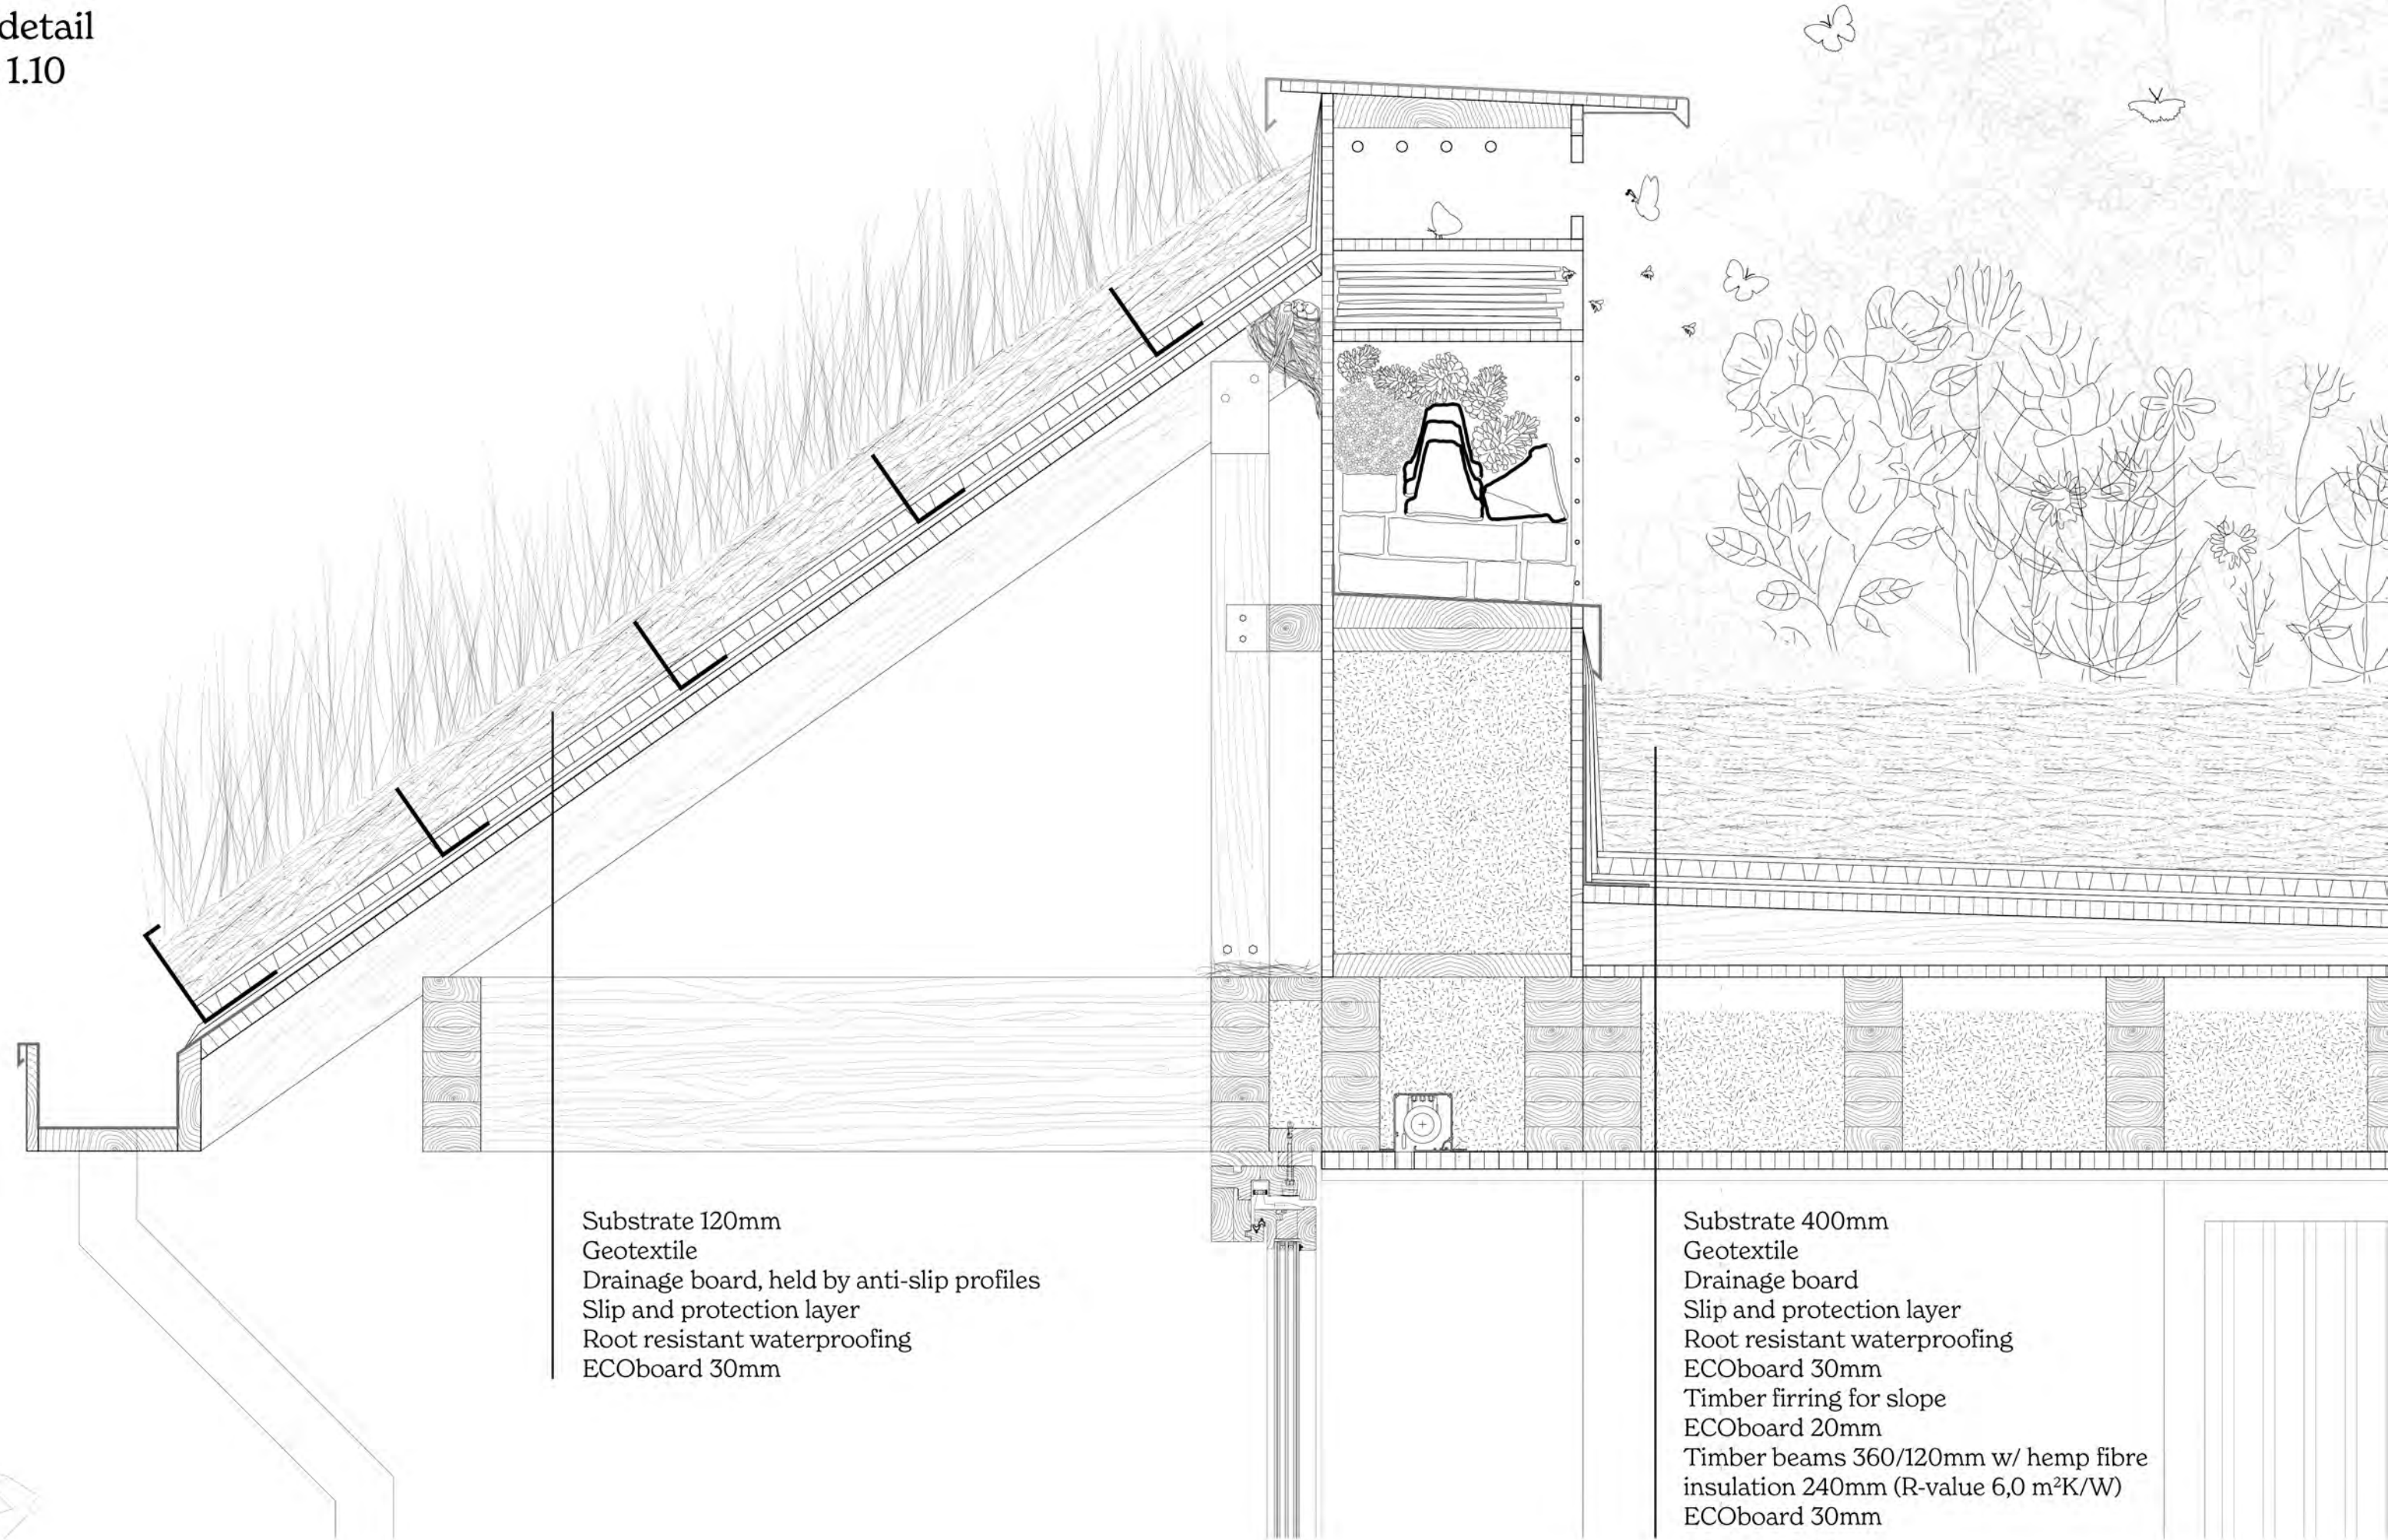 detail
1.10
Substrate 120mm
Geotextile
Drainage board, held by anti-slip profiles
Slip and protection layer
Root resistant waterproofing
ECOboard 30mm
Substrate 400mm
Geotextile
Drainage board
Slip and protection layer
Root resistant waterproofing
ECOboard 30mm
Timber firring for slope
ECOboard 20mm
Timber beams 360/120mm w/ hemp fibre
insulation 240mm (R-value 6,0 m²K/W)
ECOboard 30mm